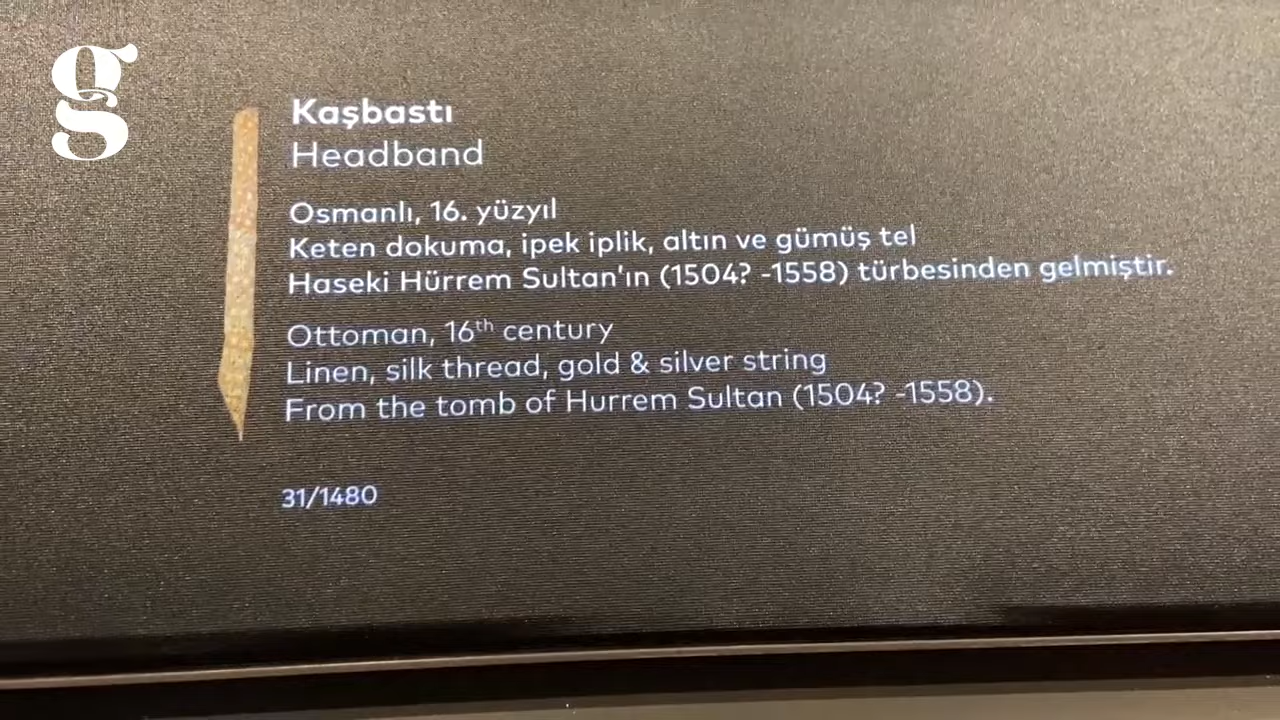 g
Kaşbastı
Headband
Osmanlı, 16. yüzyıl
Keten dokuma, ipek iplik, altın ve gümüş tel
Haseki Hürrem Sultan'ın (1504? -1558) türbesinden gelmiştir.
Ottoman, 16th century
Linen, silk thread, gold & silver string
From the tomb of Hurrem Sultan (1504? -1558).
31/1480